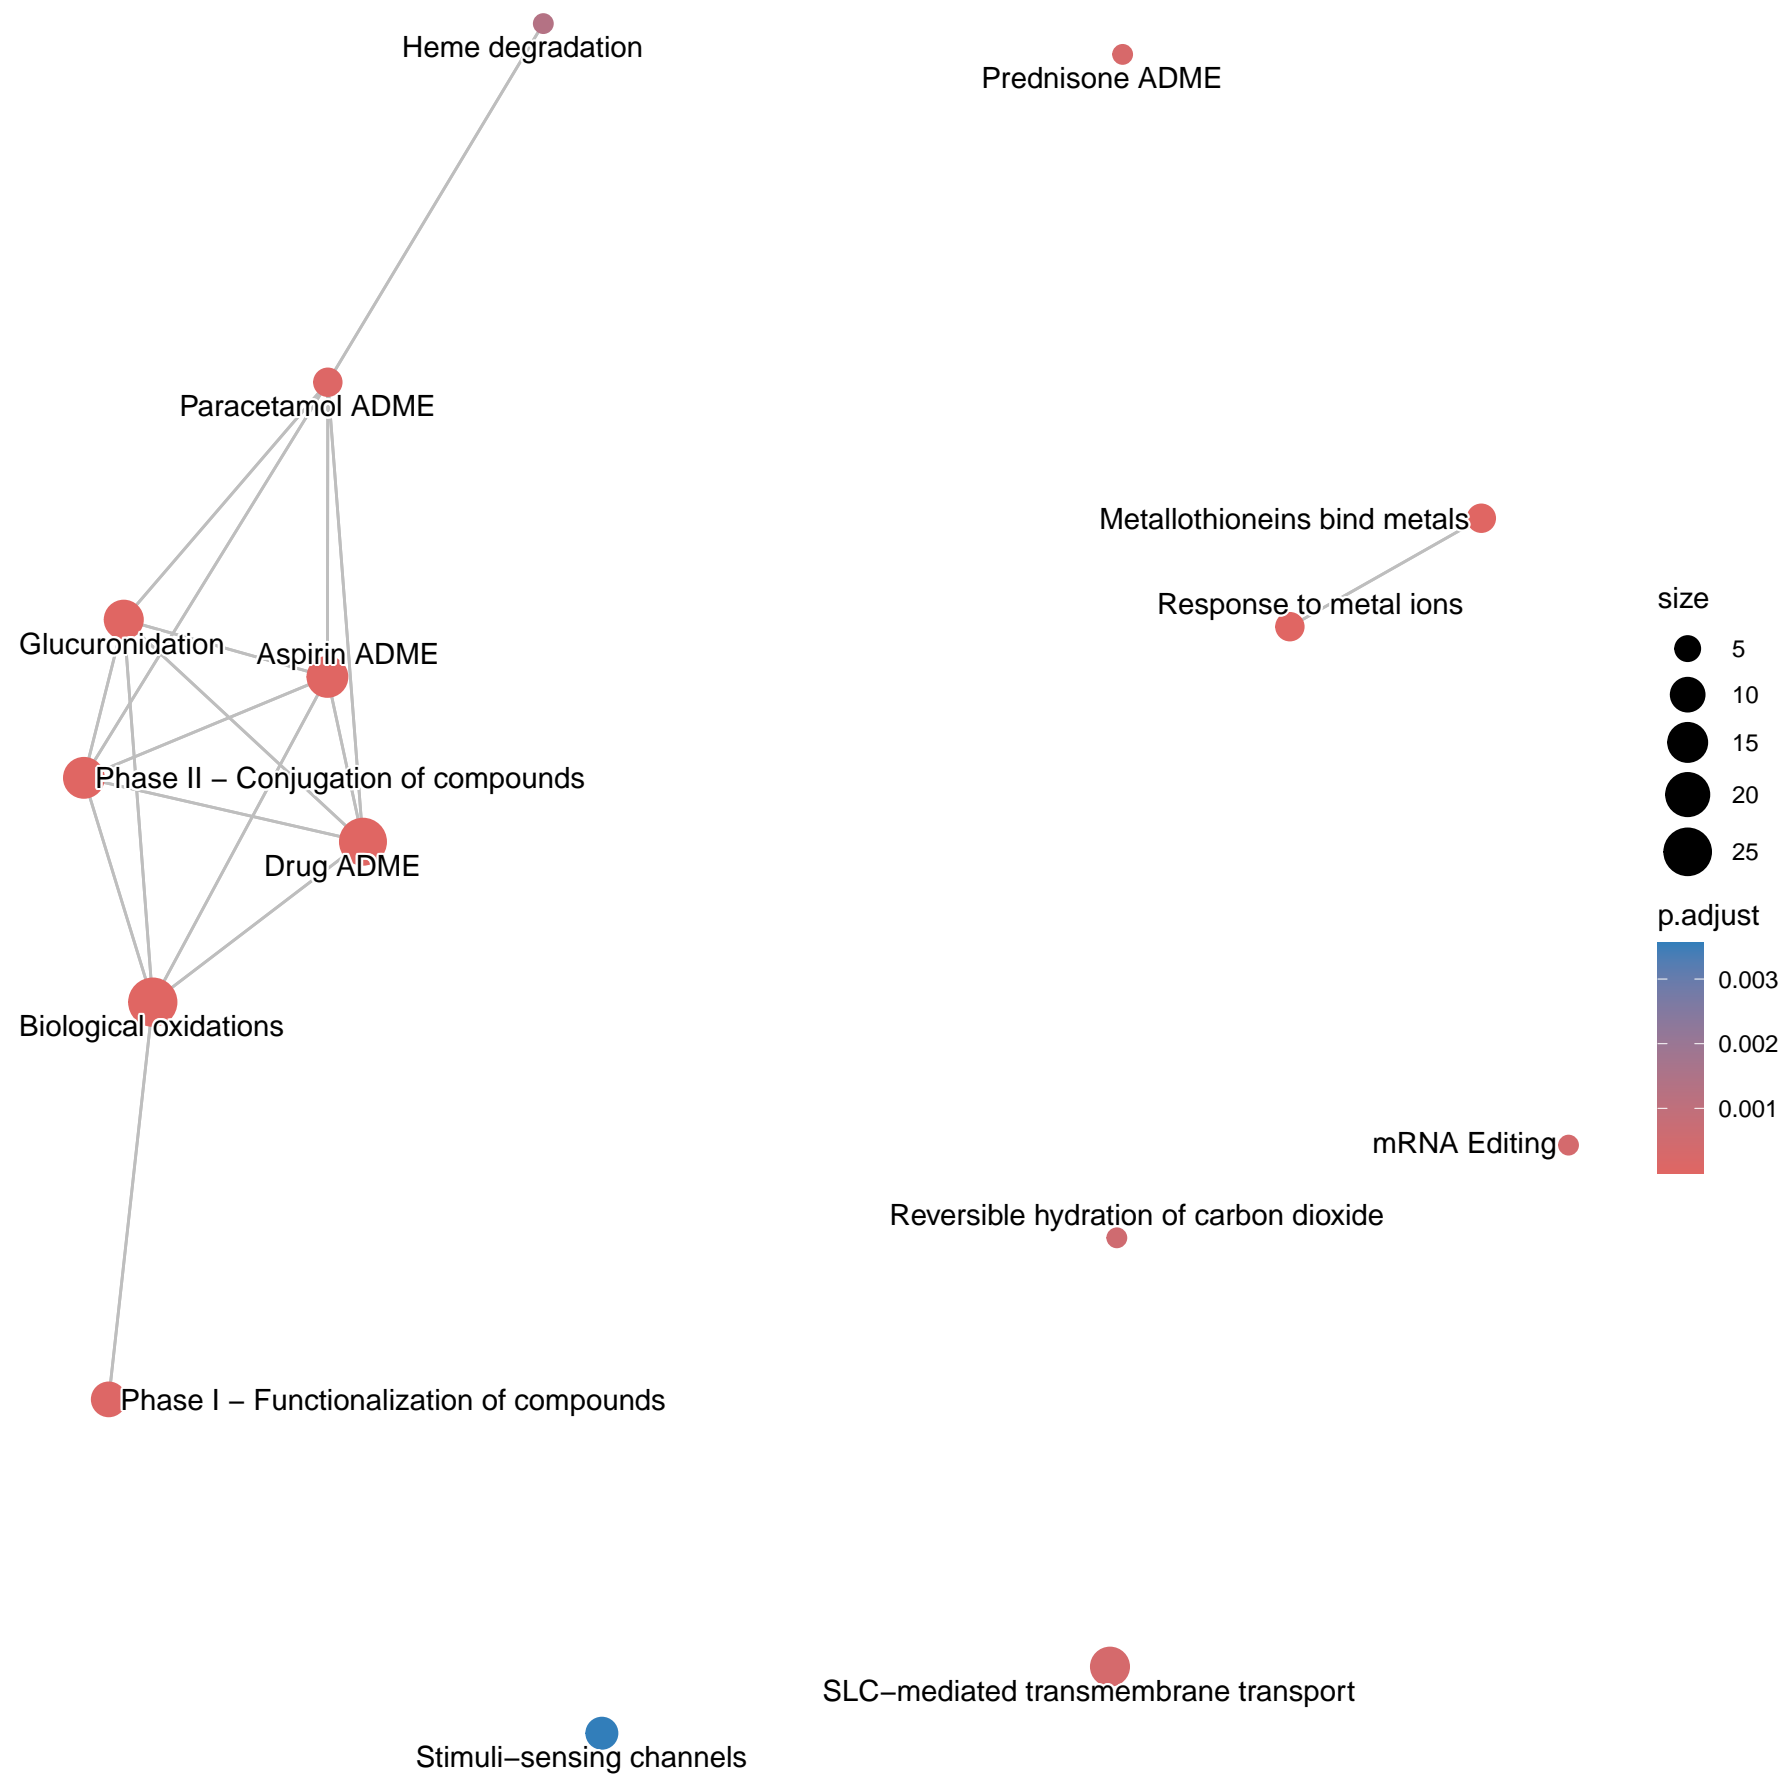 Heme degradation
Prednisone ADME
Paracetamol ADME
Metallothioneins bind metals
Response to metal ions
Glucuronidation
Aspirin ADME
Phase II – Conjugation of compounds
Drug ADME
Biological oxidations
mRNA Editing
Reversible hydration of carbon dioxide
Phase I – Functionalization of compounds
SLC–mediated transmembrane transport
Stimuli–sensing channels
size
5
10
15
20
25
p.adjust
0.003
0.002
0.001